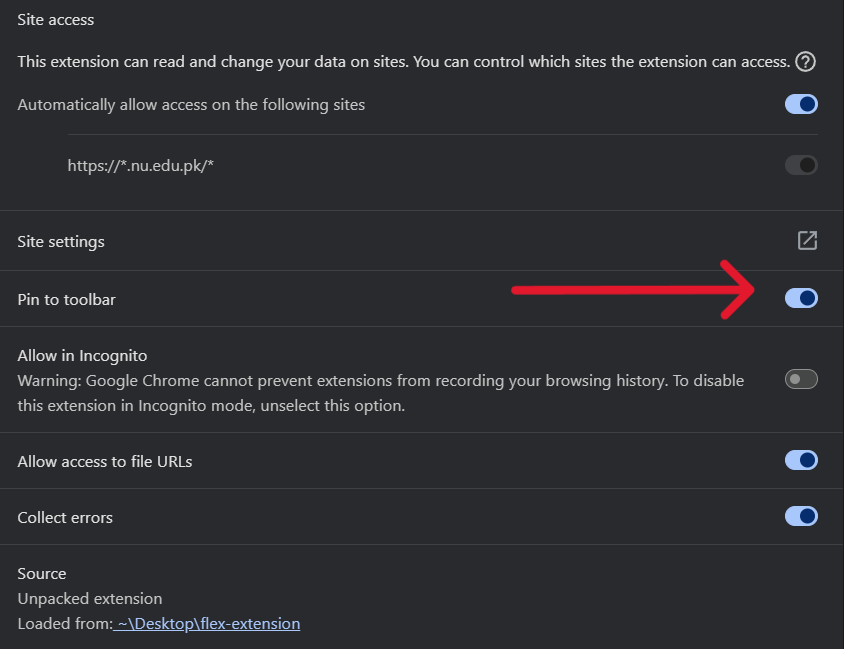 Site access
This extension can read and change your data on sites. You can control which sites the extension can access.
Automatically allow access on the following sites
https://*.nu.edu.pk/*
Site settings
Pin to toolbar
Allow in Incognito
Warning: Google Chrome cannot prevent extensions from recording your browsing history. To disable
this extension in Incognito mode, unselect this option.
Allow access to file URLs
Collect errors
Source
Unpacked extension
Loaded from: ~\Desktop\flex-extension